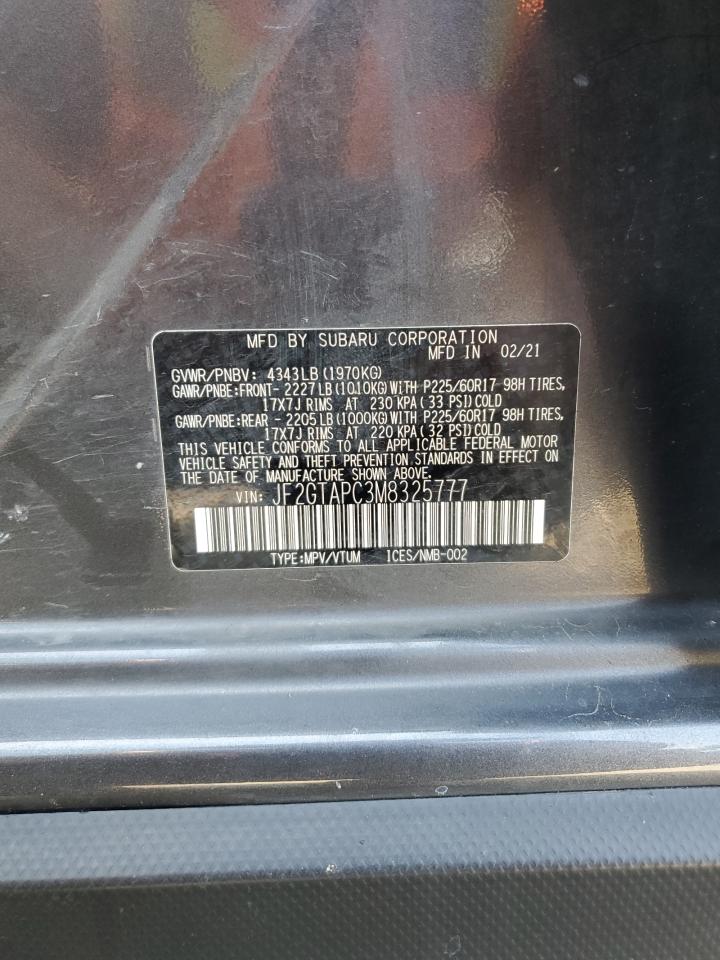 MFD BY SUBARU CORPORATION
MFD IN 02/21
GVWR/PNBV: 4343LB(1970KG)
GAWR/PNBE:FRONT- 2227LB(1010KG)WITH P225/60R17 98H TIRES,
17X7J RIMS AT 230 KPA(33 PSI)COLD
GAWR/PNBE:REAR - 2205LB(1000KG)WITH P225/60R17 98H TIRES,
17X7J RIMS AT 220 KPA(32 PSI)COLD
THIS VEHICLE CONFORMS TO ALL APPLICABLE FEDERAL MOTOR
VEHICLE SAFETY AND THEFT PREVENTION STANDARDS IN EFFECT ON
THE DATE OF MANUFACTURE SHOWN ABOVE.
VIN: JF2GTAPC3M8325777
TYPE:MPV/VTUM ICES/NMB-002